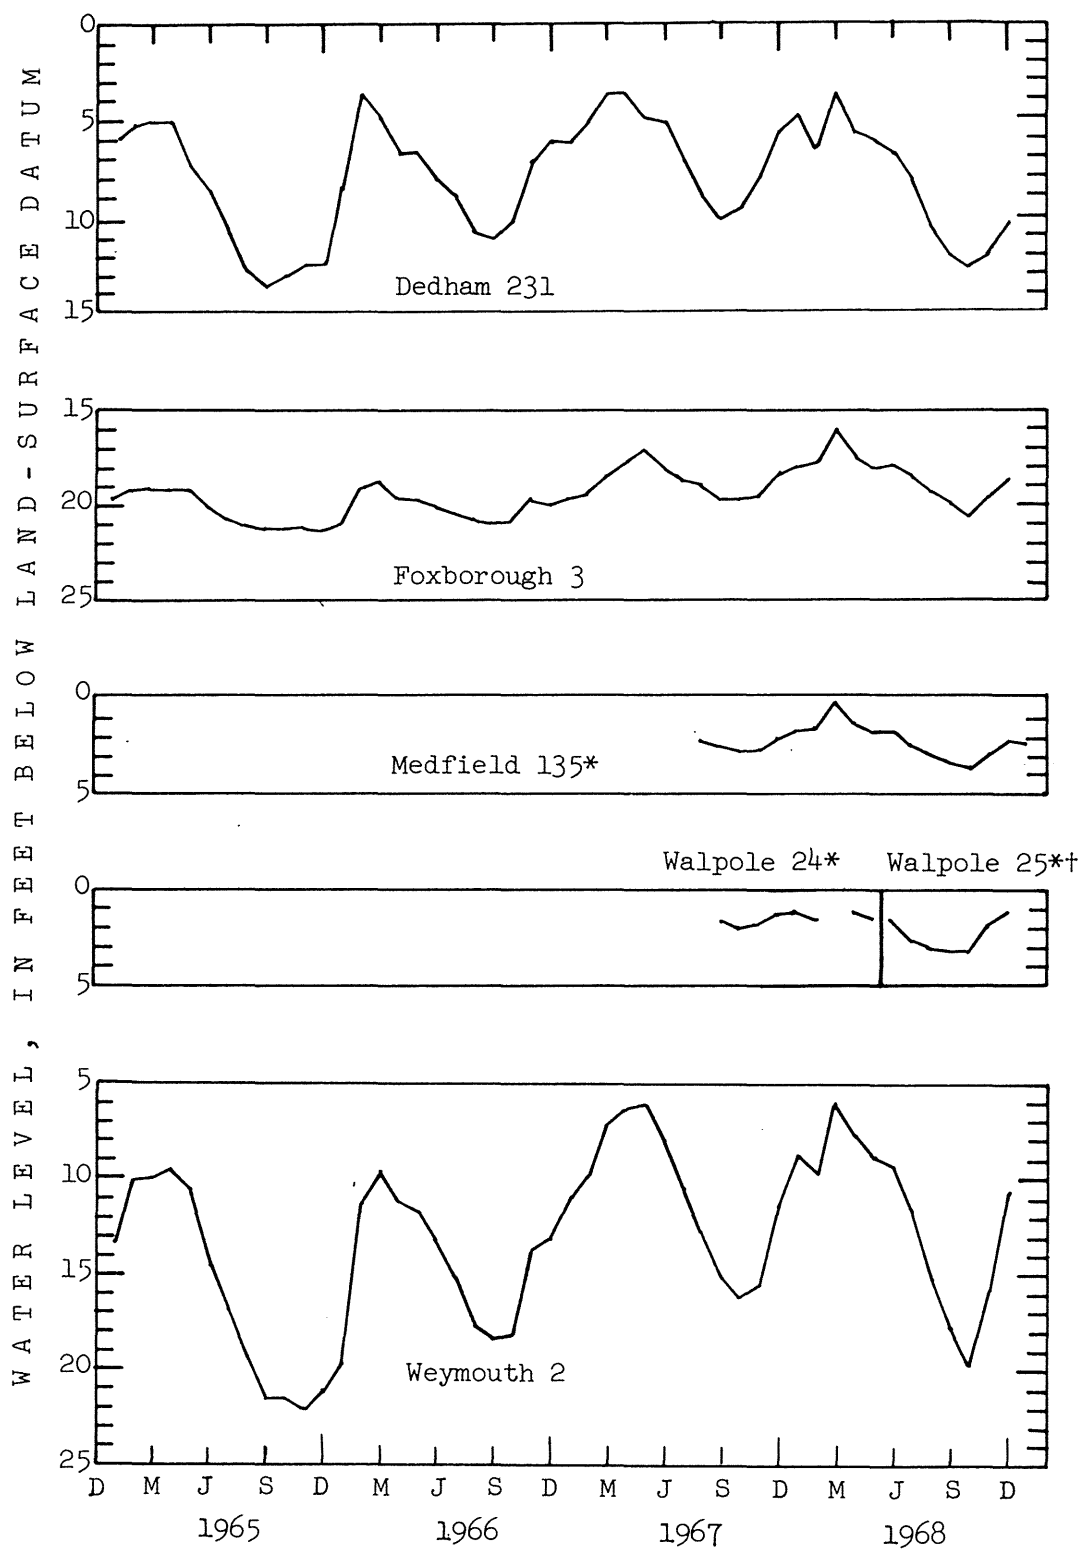 WATER LEVEL, IN FEET BELOW LAND-SURFACE DATUM
0
5
10
15
Dedham 231
15
20
25
Foxborough 3
0
5
Medfield 135*
Walpole 24* Walpole 25*†
0
5
5
10
15
20
25
Weymouth 2
D M J S D M J S D M J S D M J S D
1965 1966 1967 1968